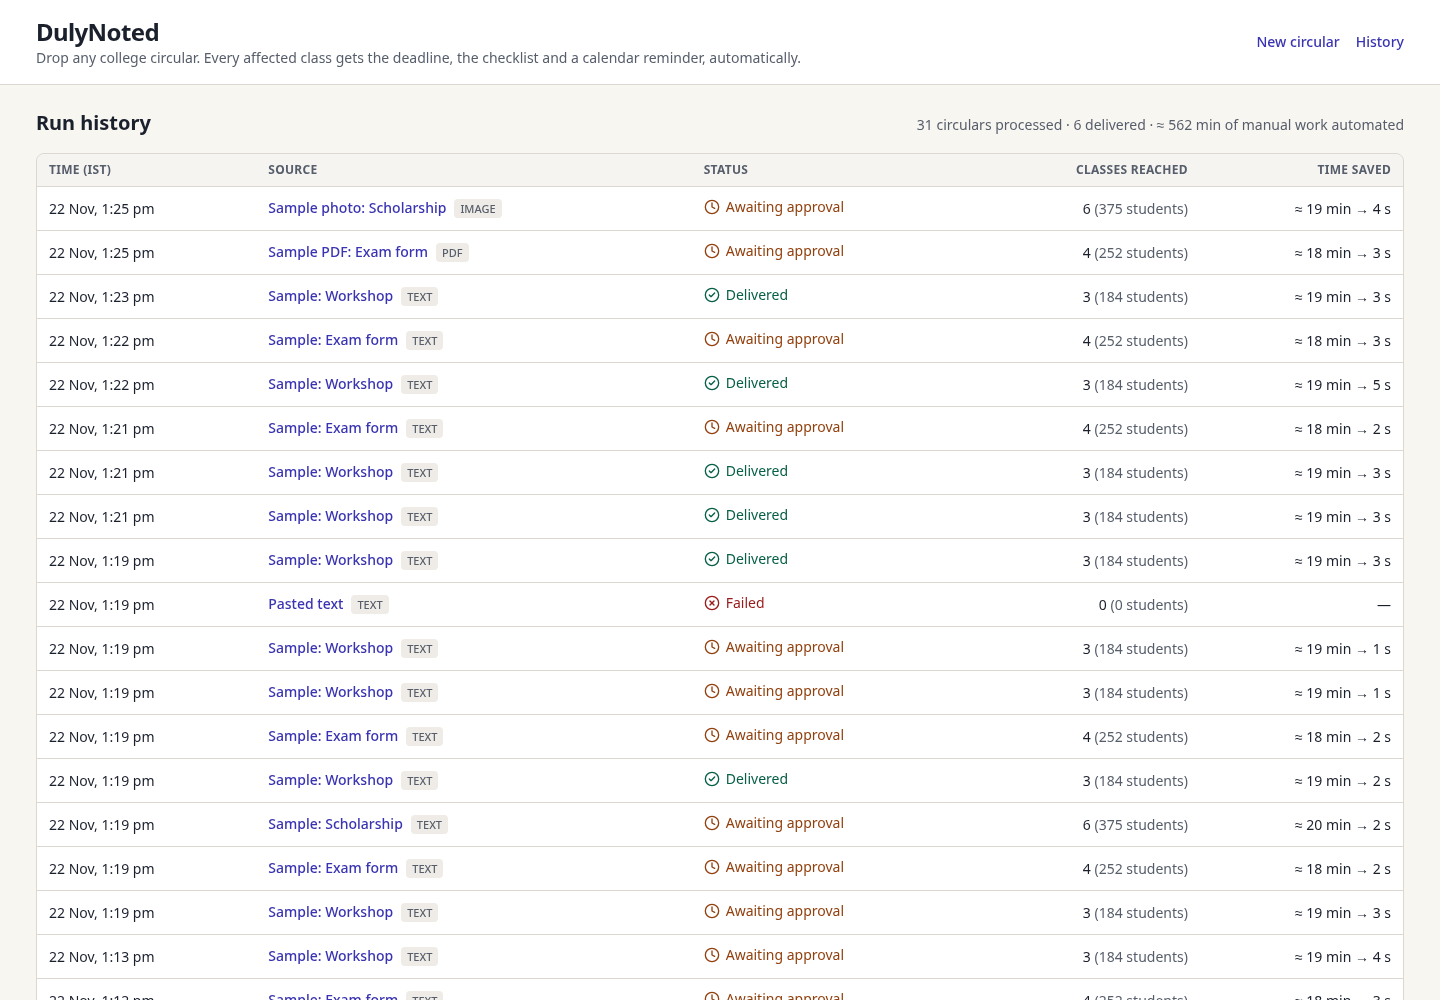 DulyNoted
Drop any college circular. Every affected class gets the deadline, the checklist and a calendar reminder, automatically.
New circular History
Run history
31 circulars processed · 6 delivered · ≈ 562 min of manual work automated
TIME (IST) SOURCE STATUS CLASSES REACHED TIME SAVED
22 Nov, 1:25 pm Sample photo: Scholarship IMAGE Awaiting approval 6 (375 students) ≈ 19 min → 4 s
22 Nov, 1:25 pm Sample PDF: Exam form PDF Awaiting approval 4 (252 students) ≈ 18 min → 3 s
22 Nov, 1:23 pm Sample: Workshop TEXT Delivered 3 (184 students) ≈ 19 min → 3 s
22 Nov, 1:22 pm Sample: Exam form TEXT Awaiting approval 4 (252 students) ≈ 18 min → 3 s
22 Nov, 1:22 pm Sample: Workshop TEXT Delivered 3 (184 students) ≈ 19 min → 5 s
22 Nov, 1:21 pm Sample: Exam form TEXT Awaiting approval 4 (252 students) ≈ 18 min → 2 s
22 Nov, 1:21 pm Sample: Workshop TEXT Delivered 3 (184 students) ≈ 19 min → 3 s
22 Nov, 1:21 pm Sample: Workshop TEXT Delivered 3 (184 students) ≈ 19 min → 3 s
22 Nov, 1:19 pm Sample: Workshop TEXT Delivered 3 (184 students) ≈ 19 min → 3 s
22 Nov, 1:19 pm Pasted text TEXT Failed 0 (0 students) —
22 Nov, 1:19 pm Sample: Workshop TEXT Awaiting approval 3 (184 students) ≈ 19 min → 1 s
22 Nov, 1:19 pm Sample: Workshop TEXT Awaiting approval 3 (184 students) ≈ 19 min → 1 s
22 Nov, 1:19 pm Sample: Exam form TEXT Awaiting approval 4 (252 students) ≈ 18 min → 2 s
22 Nov, 1:19 pm Sample: Workshop TEXT Delivered 3 (184 students) ≈ 19 min → 2 s
22 Nov, 1:19 pm Sample: Scholarship TEXT Awaiting approval 6 (375 students) ≈ 20 min → 2 s
22 Nov, 1:19 pm Sample: Exam form TEXT Awaiting approval 4 (252 students) ≈ 18 min → 2 s
22 Nov, 1:19 pm Sample: Workshop TEXT Awaiting approval 3 (184 students) ≈ 19 min → 3 s
22 Nov, 1:13 pm Sample: Workshop TEXT Awaiting approval 3 (184 students) ≈ 19 min → 4 s
Sample: Exam form TEXT Awaiting approval